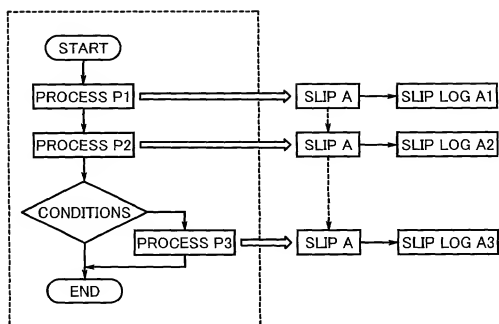 START
PROCESS P1 SLIP A SLIP LOG A1
PROCESS P2 SLIP A SLIP LOG A2
CONDITIONS
PROCESS P3 SLIP A SLIP LOG A3
END